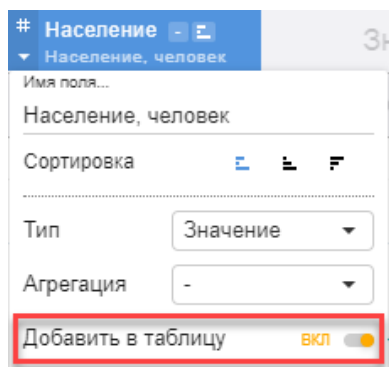 # Население -
Население, человек
Зн
Имя поля...
Население, человек
Сортировка
Тип Значение
Агрегация -
Добавить в таблицу ВКЛ